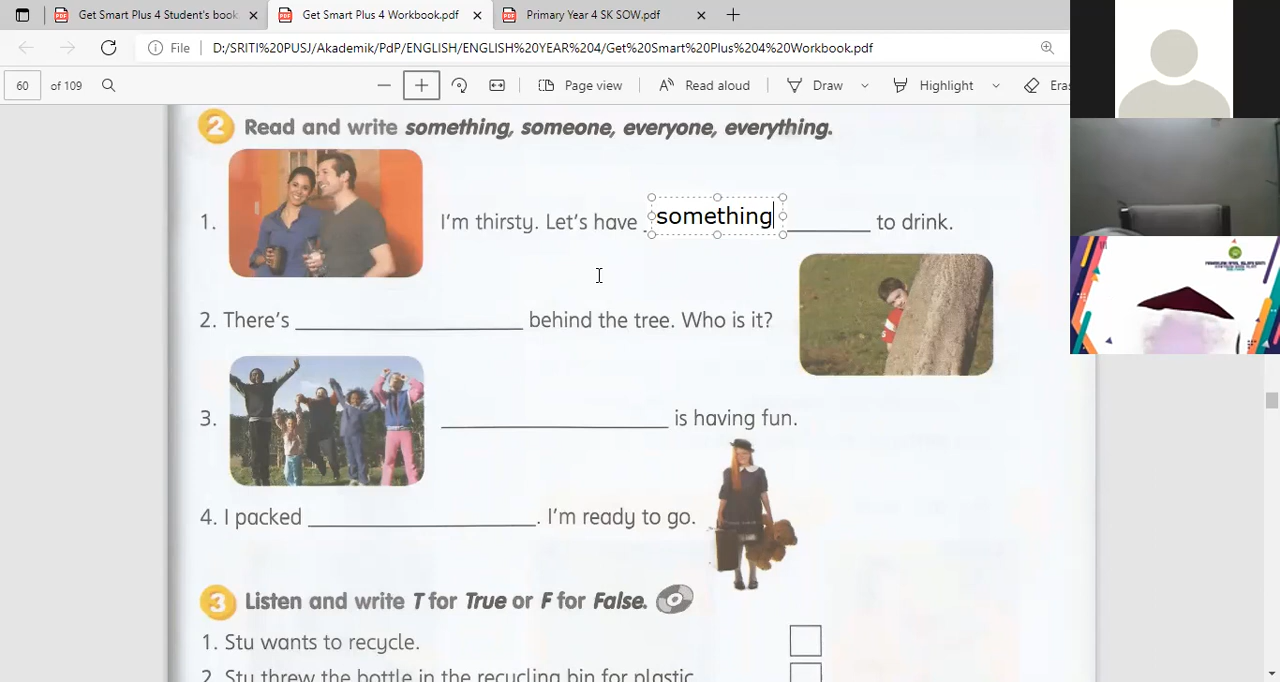 Get Smart Plus 4 Student's book
Get Smart Plus 4 Workbook.pdf
Primary Year 4 SK SOW.pdf
File
D:/SRITI%20PUSJ/Akademik/PdP/ENGLISH/ENGLISH%20YEAR%204/Get%20Smart%20Plus%204%20Workbook.pdf
60 of 109
Page view
Read aloud
Draw
Highlight
2 Read and write something, someone, everyone, everything.
1. I'm thirsty. Let's have something to drink.
2. There's behind the tree. Who is it?
3. is having fun.
4. I packed . I'm ready to go.
3 Listen and write T for True or F for False.
1. Stu wants to recycle.
2. Stu threw the bottle in the recycling bin for plastic